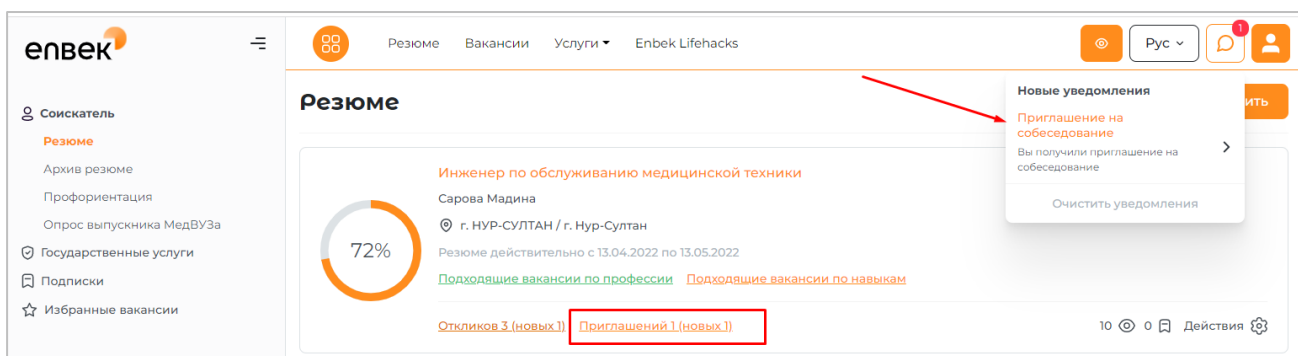 enbek
Резюме Вакансии Услуги Enbek Lifehacks Рус 1
Соискатель
Резюме
Архив резюме
Профориентация
Опрос выпускника МедВУЗа
Государственные услуги
Подписки
Избранные вакансии
Резюме
ить
Новые уведомления
Приглашение на
собеседование
Вы получили приглашение на
собеседование
Очистить уведомления
Инженер по обслуживанию медицинской техники
Сарова Мадина
г. НУР-СУЛТАН / г. Нур-Султан
72%
Резюме действительно с 13.04.2022 по 13.05.2022
Подходящие вакансии по профессии Подходящие вакансии по навыкам
Откликов 3 (новых 1) Приглашений 1 (новых 1) 10 0 Действия